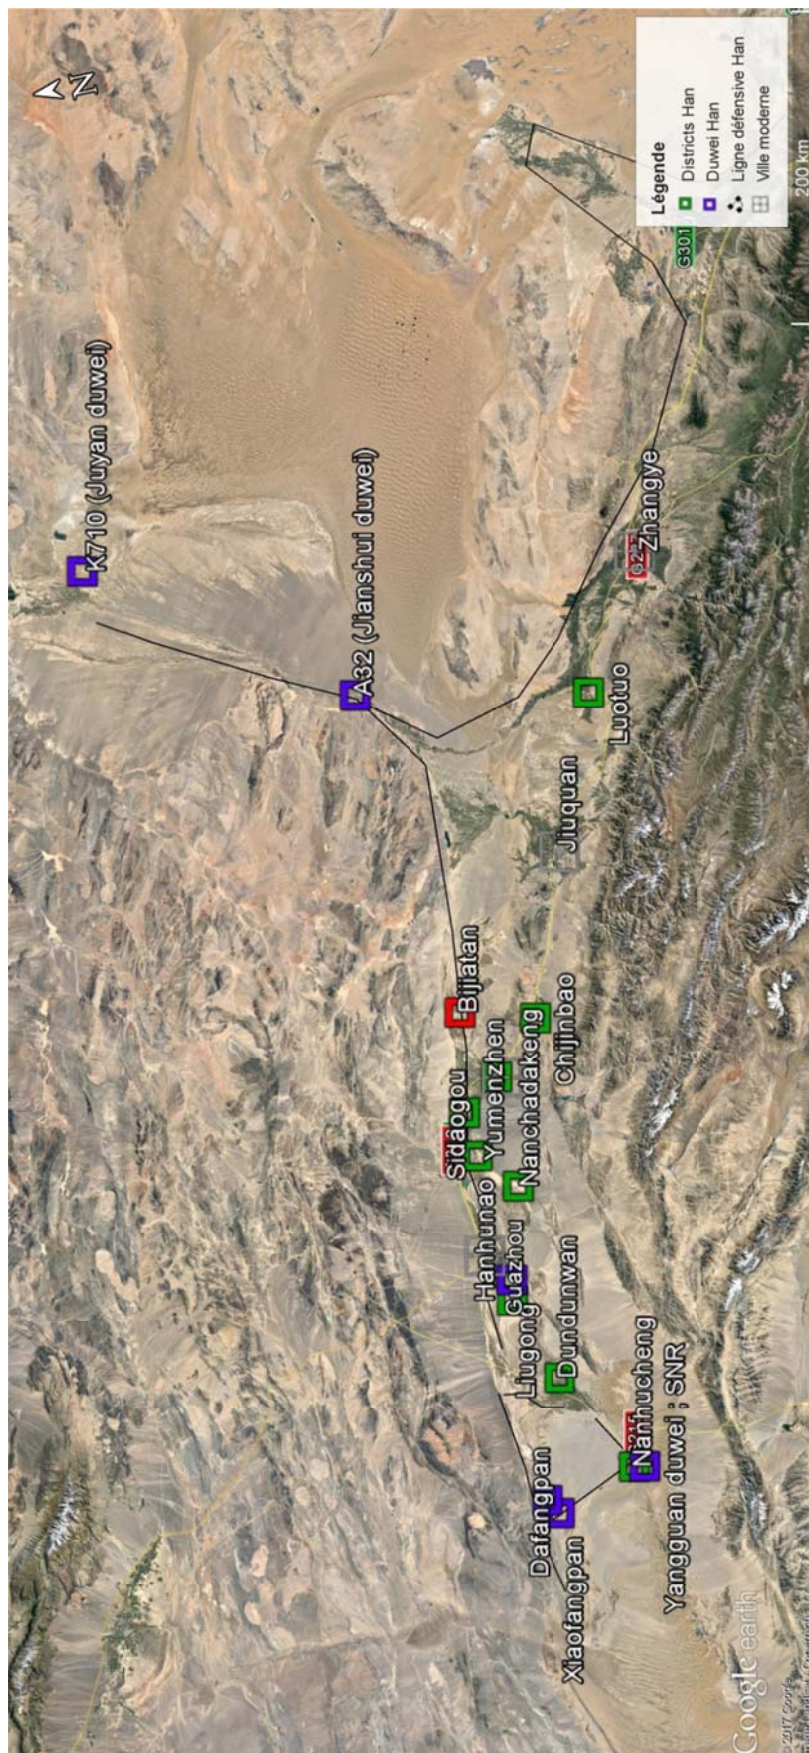 N
K710 (Juyan duwei)
A32 (Jianshui duwei)
Légende
Districts Han
Duwei Han
Ligne défensive Han
Ville moderne
G301
200 km
Zhangye
Luotuo
Jiuquan
Bijiatan
Chijinbao
Sidaogou
Yumenzhen
Nanchadakeng
Hanhunao
Guazhou
Liugong
Dundunwan
Dafangpan
Xiaofangpan
Nanhucheng
Yangguan duwei ; SNR
Google earth